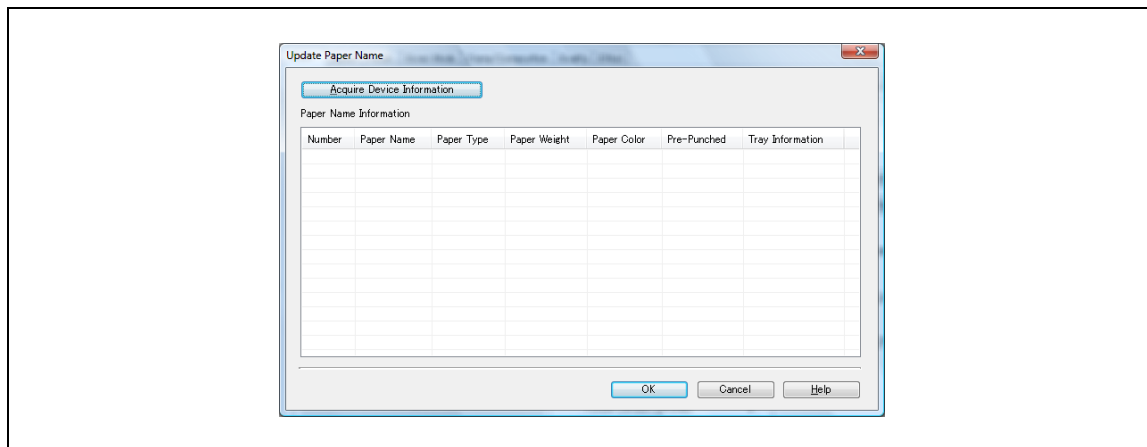 Update Paper Name
Acquire Device Information
Paper Name Information
Number Paper Name Paper Type Paper Weight Paper Color Pre-Punched Tray Information
OK Cancel Help